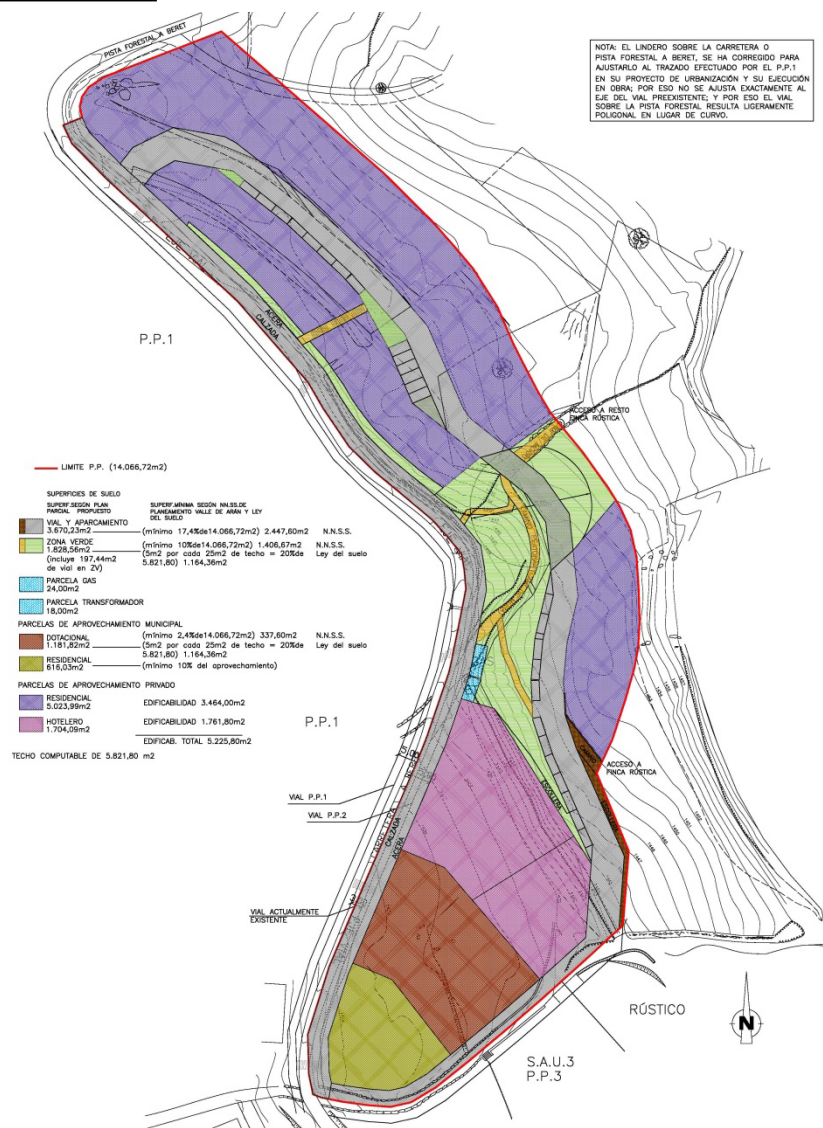 PISTA FORESTAL A BERET
NOTA: EL LINDERO SOBRE LA CARRETERA O
PISTA FORESTAL A BERET, SE HA CORREGIDO PARA
AJUSTARLO AL TRAZADO EFECTUADO POR EL P.P.1
EN SU PROYECTO DE URBANIZACIÓN Y SU EJECUCIÓN
EN OBRA; POR ESO NO SE AJUSTA EXACTAMENTE AL
EJE DEL VIAL PREEXISTENTE; Y POR ESO EL VIAL
SOBRE LA PISTA FORESTAL RESULTA LIGERAMENTE
POLIGONAL EN LUGAR DE CURVO.
EJE VIAL
ACERA
CALZADA
P.P.1
ACCESO A RESTO
FINCA RÚSTICA
LIMITE P.P. (14.066,72m2)
SUPERFICIES DE SUELO
SUPERF.SEGÚN PLAN
PARCIAL PROPUESTO
SUPERF.MÍNIMA SEGÚN NN.SS.DE
PLANEAMIENTO VALLE DE ARÁN Y LEY
DEL SUELO
VIAL Y APARCAMIENTO
3.670,23m2
(mínimo 17,4%de14.066,72m2) 2.447,60m2 N.N.S.S.
ZONA VERDE
1.828,56m2
(incluye 197,44m2
de vial en ZV)
(mínimo 10%de14.066,72m2) 1.406,67m2 N.N.S.S.
(5m2 por cada 25m2 de techo = 20%de Ley del suelo
5.821,80) 1.164,36m2
PARCELA GAS
24,00m2
PARCELA TRANSFORMADOR
18,00m2
PARCELAS DE APROVECHAMIENTO MUNICIPAL
DOTACIONAL
1.181,82m2
(mínimo 2,4%de14.066,72m2) 337,60m2 N.N.S.S.
(5m2 por cada 25m2 de techo = 20%de Ley del suelo
5.821,80) 1.164,36m2
RESIDENCIAL
616,03m2
(mínimo 10% del aprovechamiento)
PARCELAS DE APROVECHAMIENTO PRIVADO
RESIDENCIAL
5.023,99m2
EDIFICABILIDAD 3.464,00m2
HOTELERO
1.704,09m2
EDIFICABILIDAD 1.761,80m2
EDIFICAB. TOTAL 5.225,80m2
TECHO COMPUTABLE DE 5.821,80 m2
P.P.1
CAMINO
ESCOLLERA
ESCOLLERA
ACCESO A
FINCA RÚSTICA
VIAL P.P.1
VIAL P.P.2
CARRETERA
CALZADA
ACERA
VIAL ACTUALMENTE
EXISTENTE
RÚSTICO
N
S.A.U.3
P.P.3